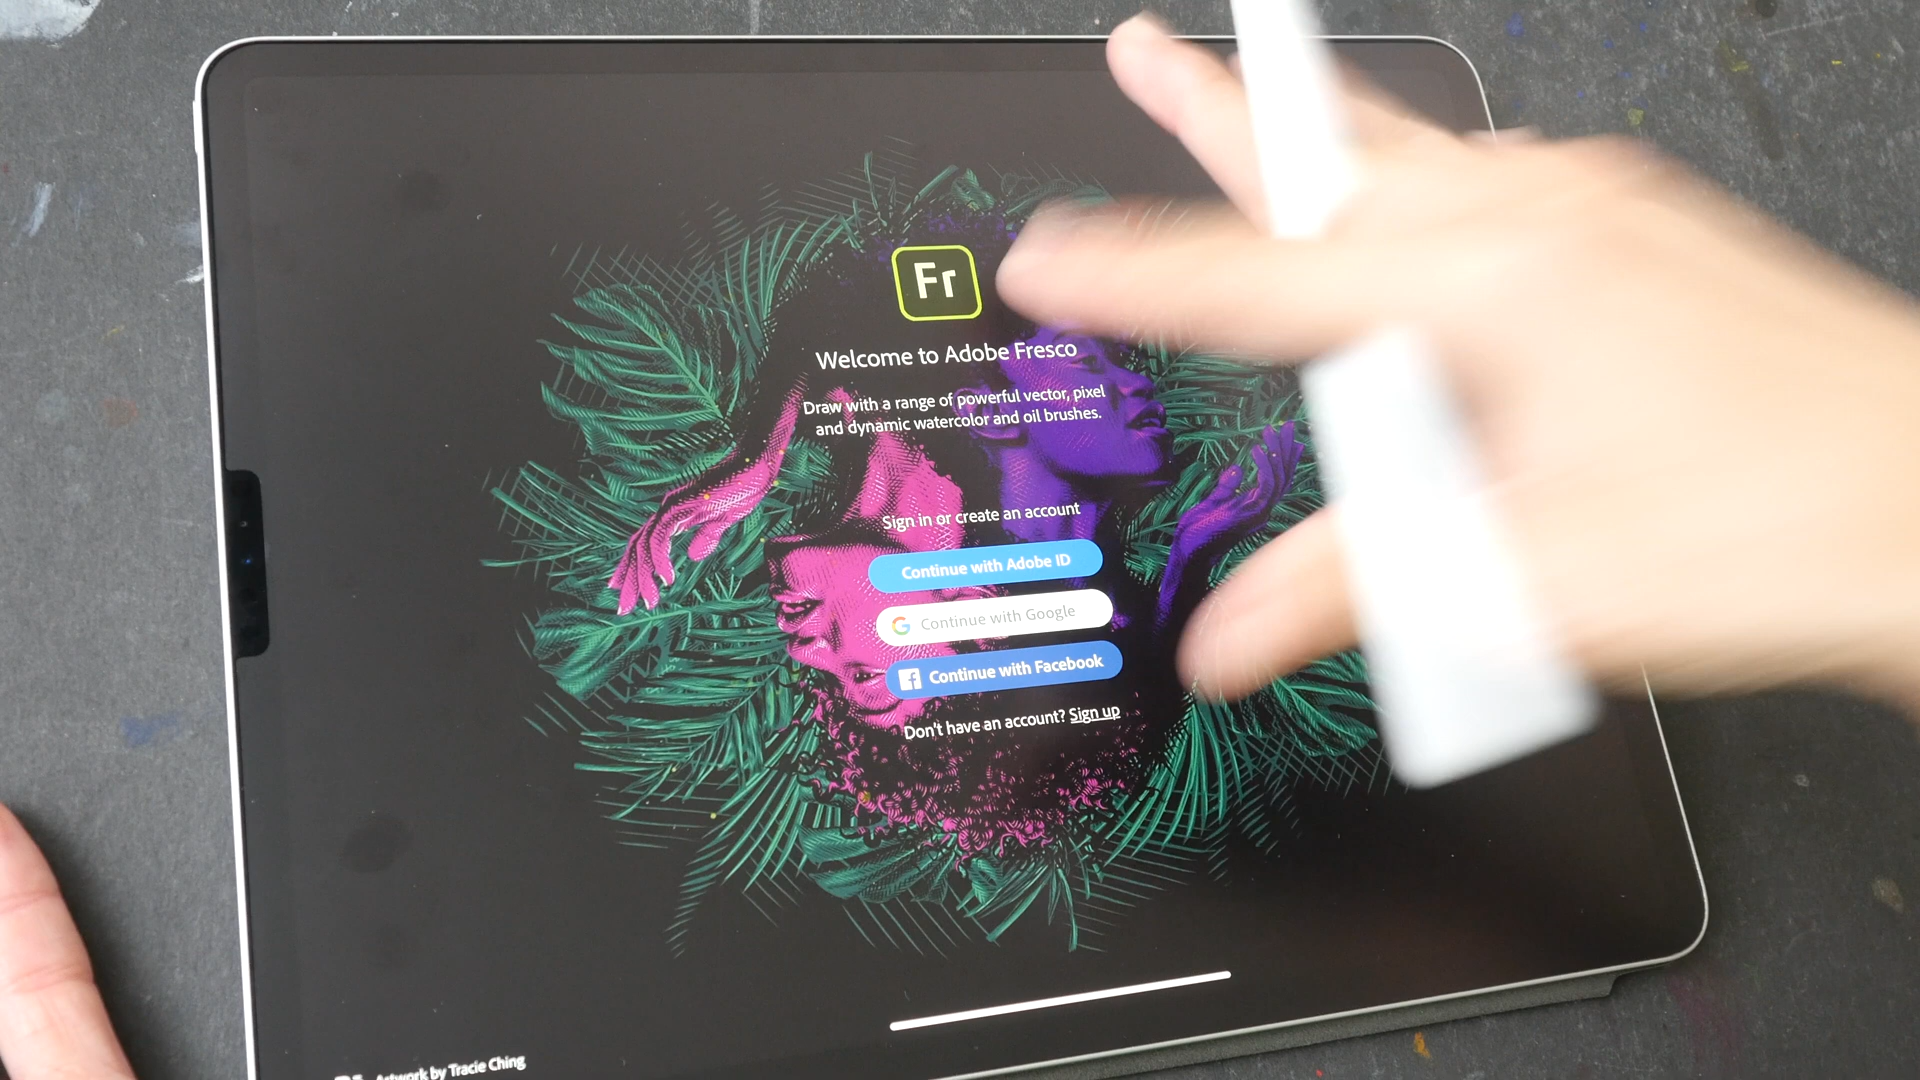 Fr
Welcome to Adobe Fresco
Draw with a range of powerful vector, pixel
and dynamic watercolor and oil brushes.
Sign in or create an account
Continue with Adobe ID
G Continue with Google
f Continue with Facebook
Don't have an account? Sign up
Artwork by Tracie Ching